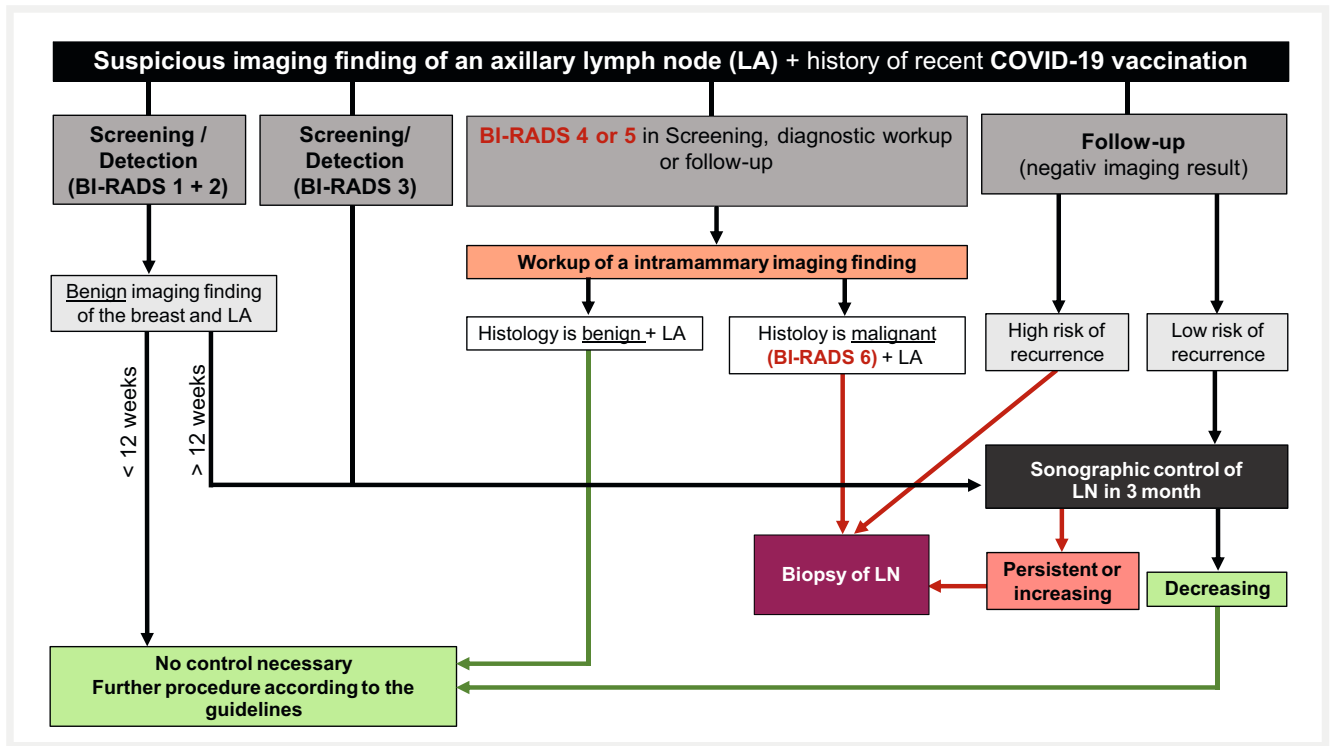 Suspicious imaging finding of an axillary lymph node (LA) + history of recent COVID-19 vaccination
Screening /
Detection
(BI-RADS 1 + 2)
Screening/
Detection
(BI-RADS 3)
BI-RADS 4 or 5 in Screening, diagnostic workup
or follow-up
Follow-up
(negativ imaging result)
Workup of a intramammary imaging finding
Benign imaging finding
of the breast and LA
Histology is benign + LA
Histoloy is malignant
(BI-RADS 6) + LA
High risk of
recurrence
Low risk of
recurrence
< 12 weeks
> 12 weeks
Sonographic control of
LN in 3 month
Biopsy of LN
Persistent or
increasing
Decreasing
No control necessary
Further procedure according to the
guidelines